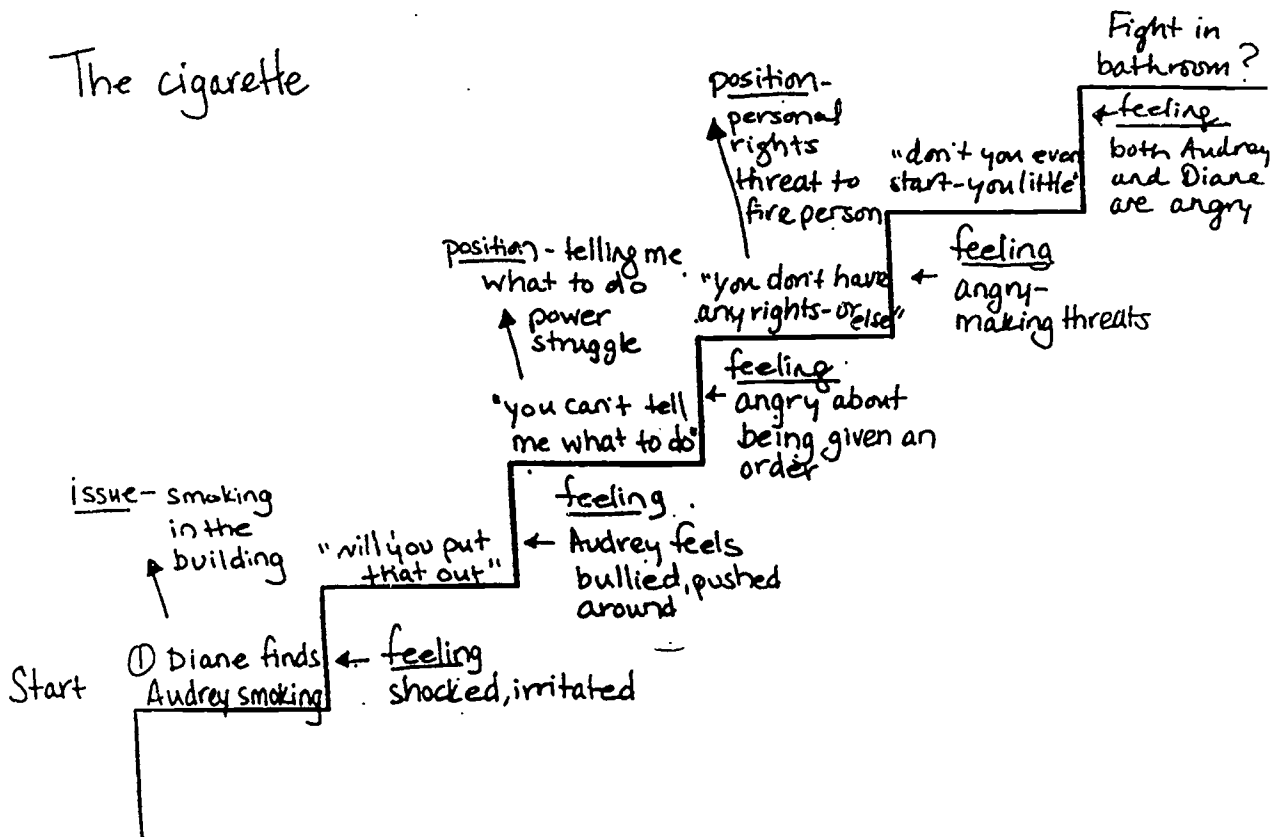 The cigarette
Start
① Diane finds
Audrey smoking
issue - smoking
in the
building
feeling
shocked, irritated
"will you put
that out"
feeling
Audrey feels
bullied, pushed
around
"you can't tell
me what to do"
position - telling me
what to do
power
struggle
feeling
angry about
being given an
order
"you don't have
any rights - or else"
position -
personal
rights
threat to
fire person
feeling
angry -
making threats
"don't you even
start - you little"
feeling
both Audrey
and Diane
are angry
Fight in
bathroom?